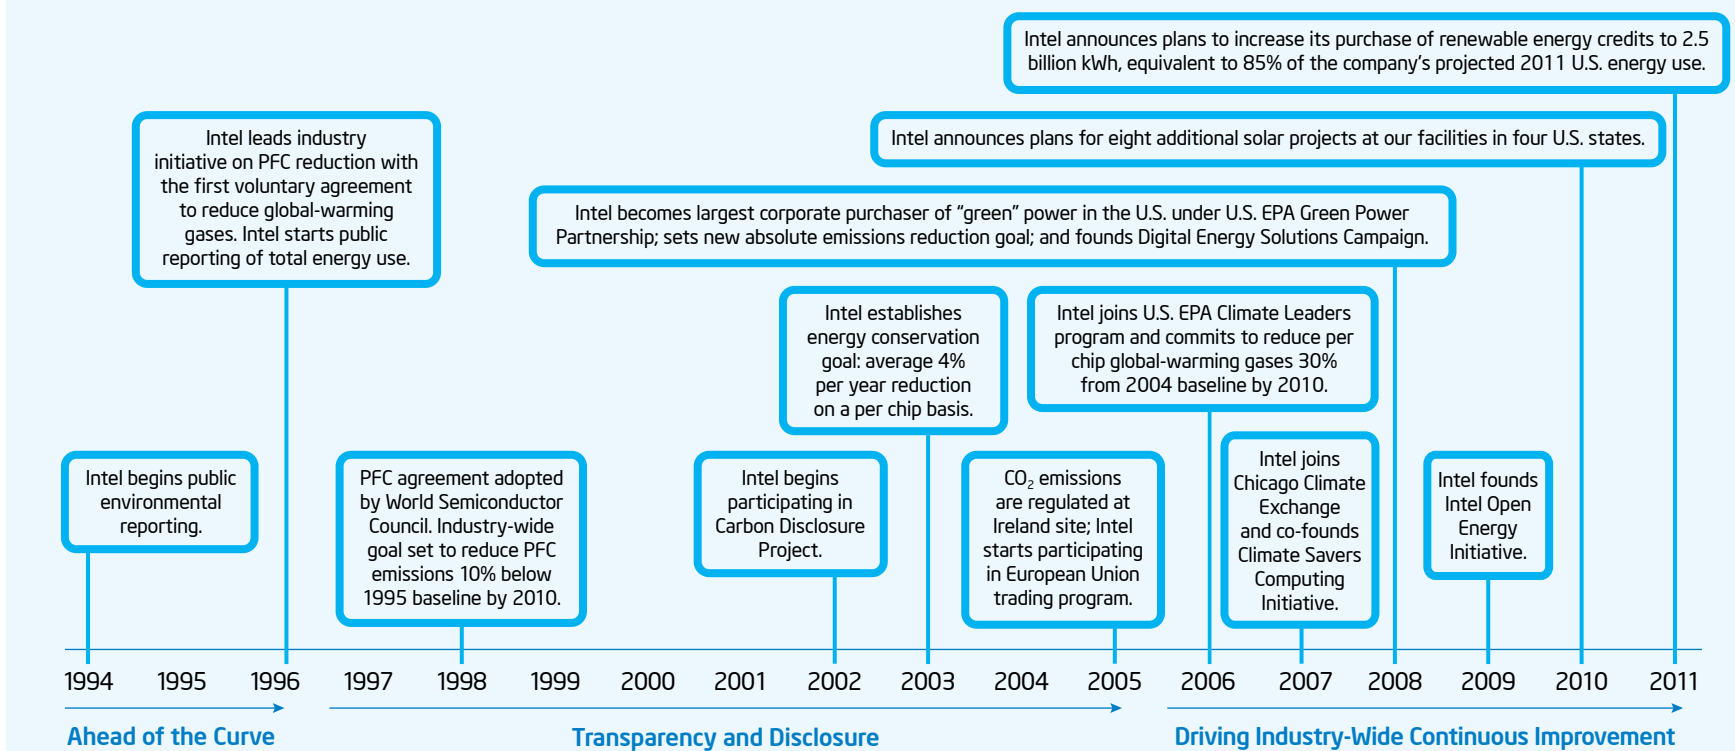 Intel announces plans to increase its purchase of renewable energy credits to 2.5
billion kWh, equivalent to 85% of the company’s projected 2011 U.S. energy use.
Intel leads industry
initiative on PFC reduction with
the first voluntary agreement
to reduce global-warming
gases. Intel starts public
reporting of total energy use.
Intel announces plans for eight additional solar projects at our facilities in four U.S. states.
Intel becomes largest corporate purchaser of “green” power in the U.S. under U.S. EPA Green Power
Partnership; sets new absolute emissions reduction goal; and founds Digital Energy Solutions Campaign.
Intel establishes
energy conservation
goal: average 4%
per year reduction
on a per chip basis.
Intel joins U.S. EPA Climate Leaders
program and commits to reduce per
chip global-warming gases 30%
from 2004 baseline by 2010.
Intel begins public
environmental
reporting.
PFC agreement adopted
by World Semiconductor
Council. Industry-wide
goal set to reduce PFC
emissions 10% below
1995 baseline by 2010.
Intel begins
participating in
Carbon Disclosure
Project.
CO₂ emissions
are regulated at
Ireland site; Intel
starts participating
in European Union
trading program.
Intel joins
Chicago Climate
Exchange
and co-founds
Climate Savers
Computing
Initiative.
Intel founds
Intel Open
Energy
Initiative.
1994 1995 1996 1997 1998 1999 2000 2001 2002 2003 2004 2005 2006 2007 2008 2009 2010 2011
Ahead of the Curve Transparency and Disclosure Driving Industry-Wide Continuous Improvement